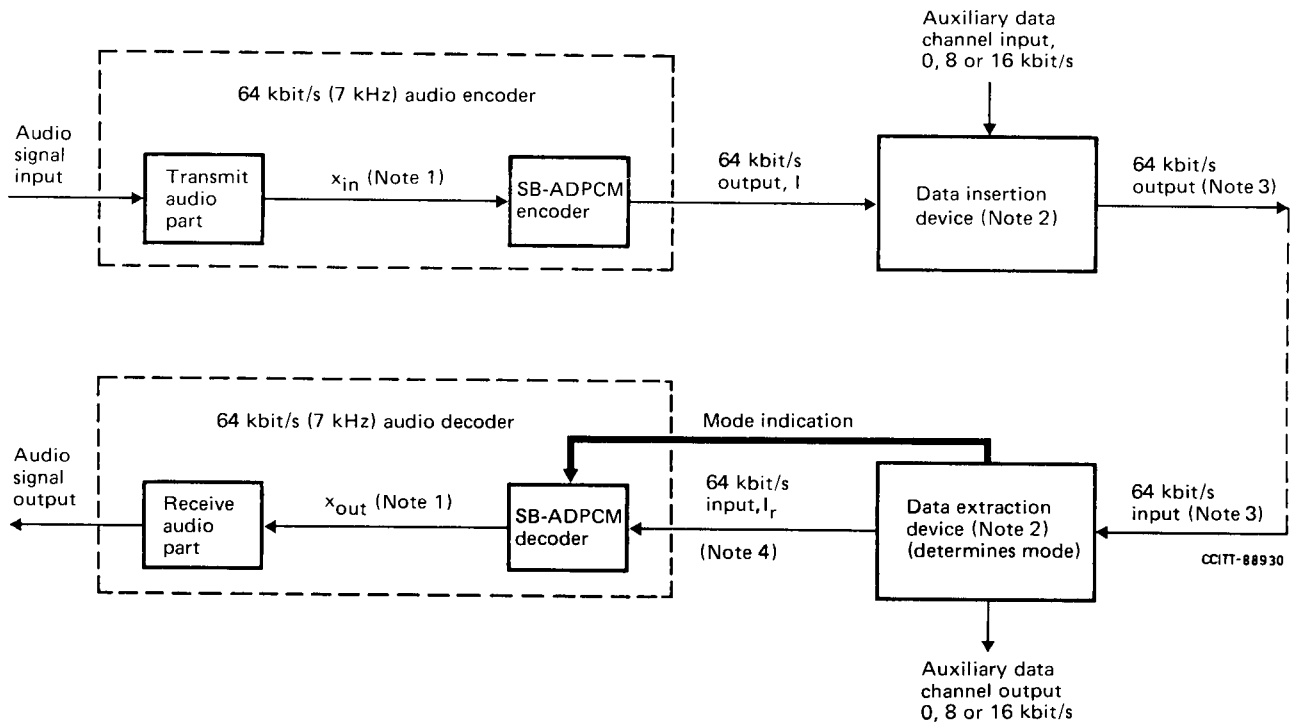 Auxiliary data
channel input,
0, 8 or 16 kbit/s
64 kbit/s (7 kHz) audio encoder
Audio
signal
input
Transmit
audio
part
x_in (Note 1)
SB-ADPCM
encoder
64 kbit/s
output, I
Data insertion
device (Note 2)
64 kbit/s
output (Note 3)
64 kbit/s (7 kHz) audio decoder
Mode indication
Audio
signal
output
Receive
audio
part
x_out (Note 1)
SB-ADPCM
decoder
64 kbit/s
input, I_r
(Note 4)
Data extraction
device (Note 2)
(determines mode)
64 kbit/s
input (Note 3)
CCITT-88930
Auxiliary data
channel output
0, 8 or 16 kbit/s